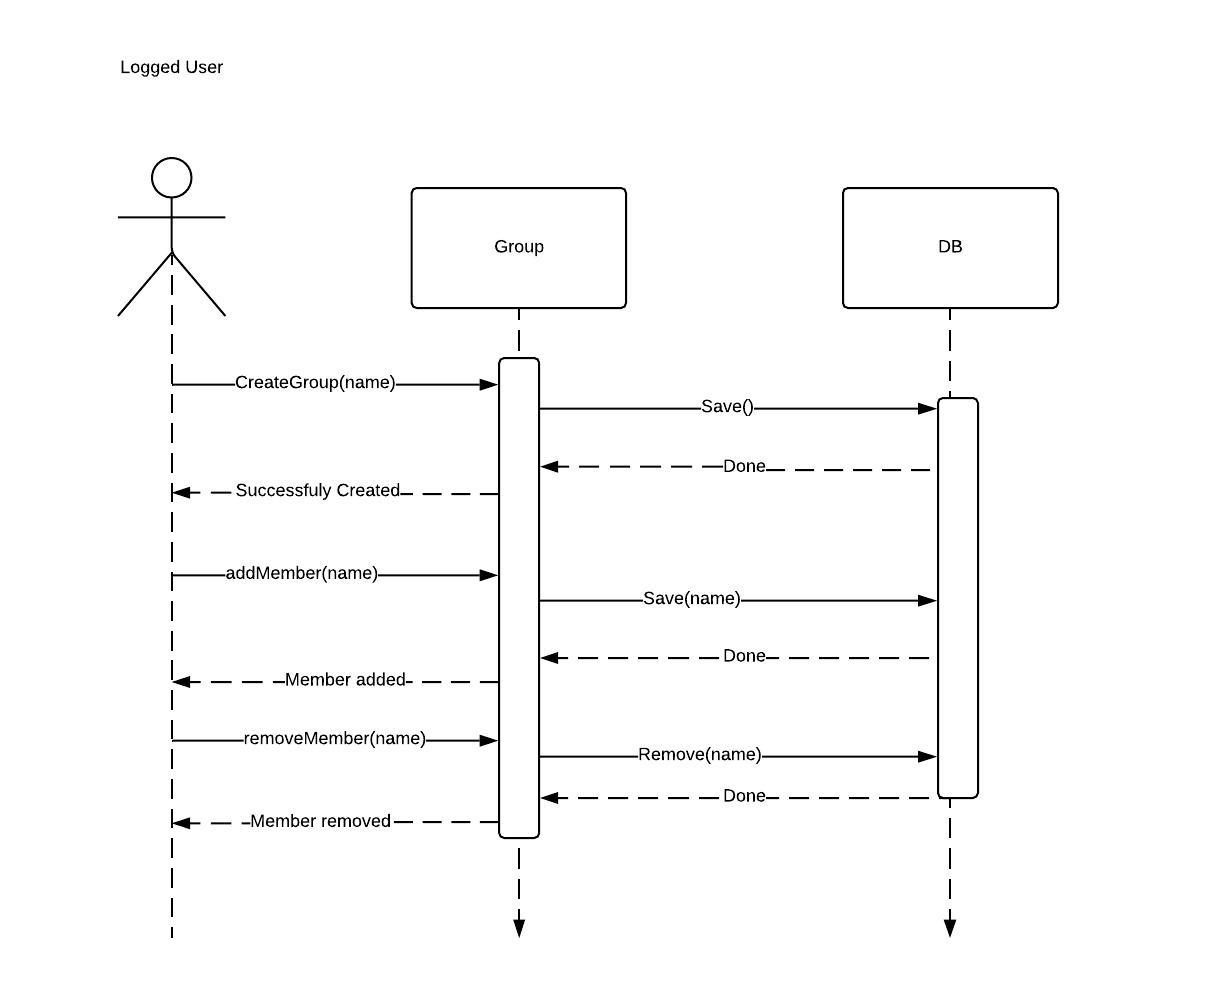 Logged User
Group
DB
CreateGroup(name)
Save()
Done
Successfuly Created
addMember(name)
Save(name)
Done
Member added
removeMember(name)
Remove(name)
Done
Member removed